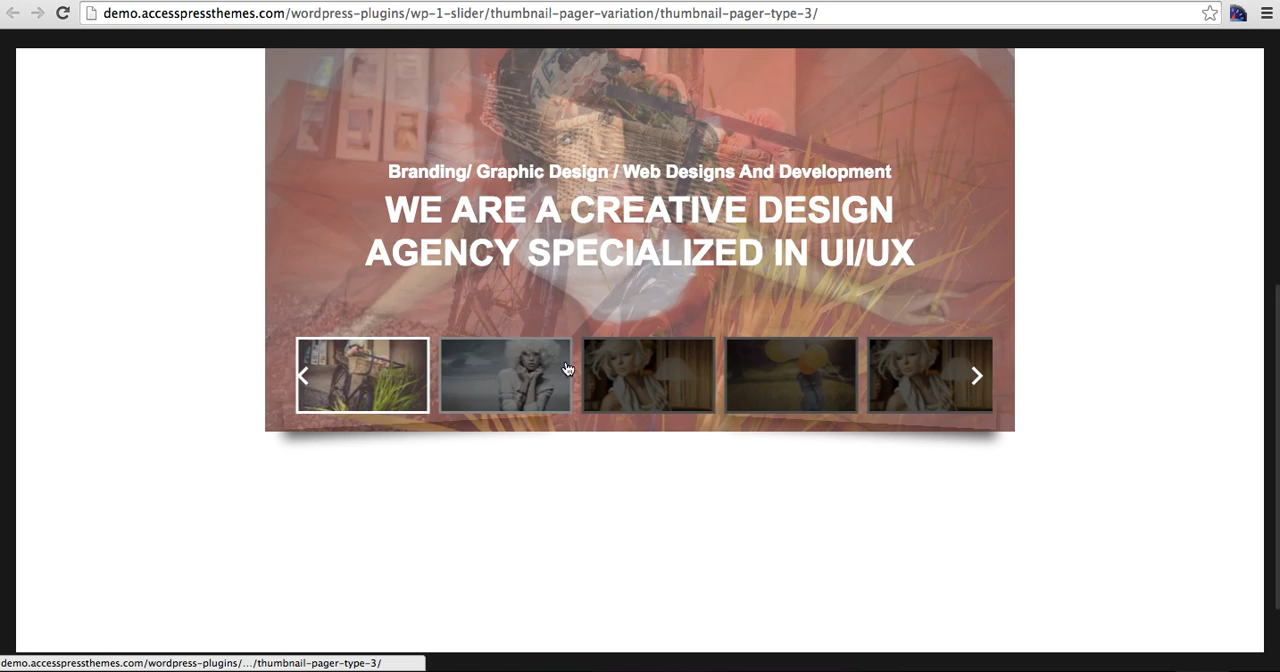 demo.accesspressthemes.com/wordpress-plugins/wp-1-slider/thumbnail-pager-variation/thumbnail-pager-type-3/
Branding/ Graphic Design / Web Designs And Development
WE ARE A CREATIVE DESIGN
AGENCY SPECIALIZED IN UI/UX
demo.accesspressthemes.com/wordpress-plugins/.../thumbnail-pager-type-3/